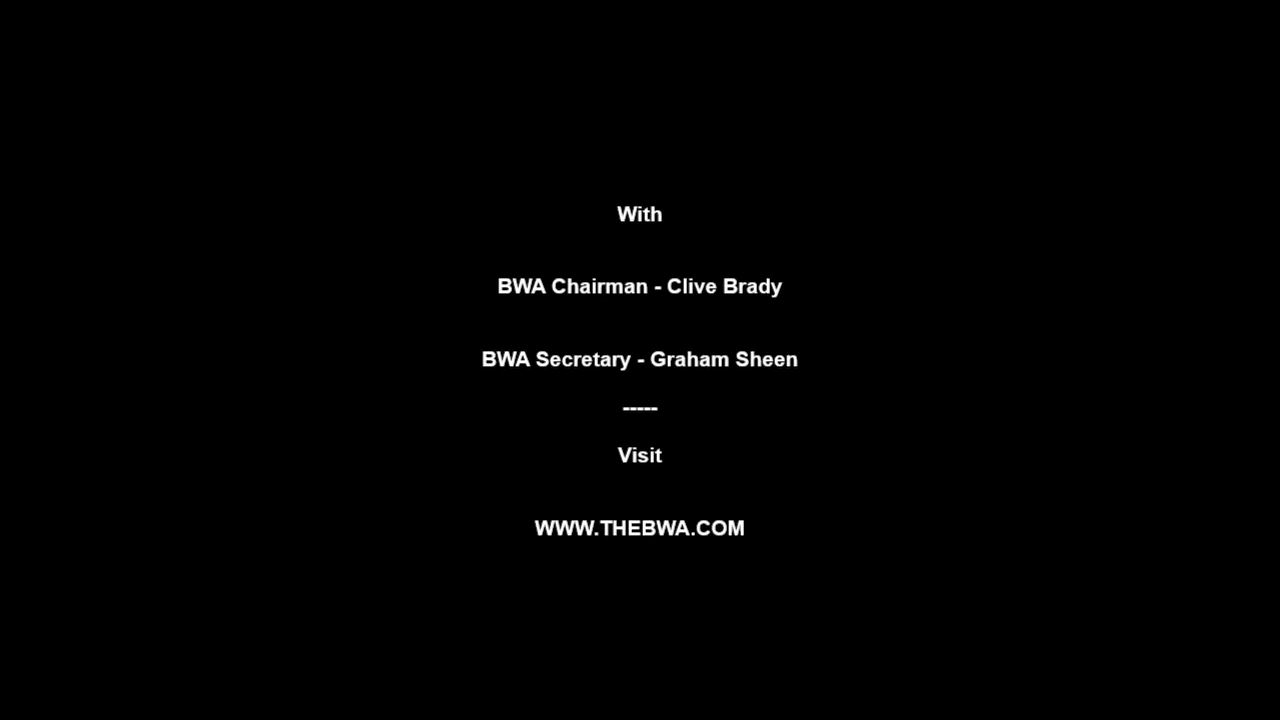 With
BWA Chairman - Clive Brady
BWA Secretary - Graham Sheen
-----
Visit
WWW.THEBWA.COM